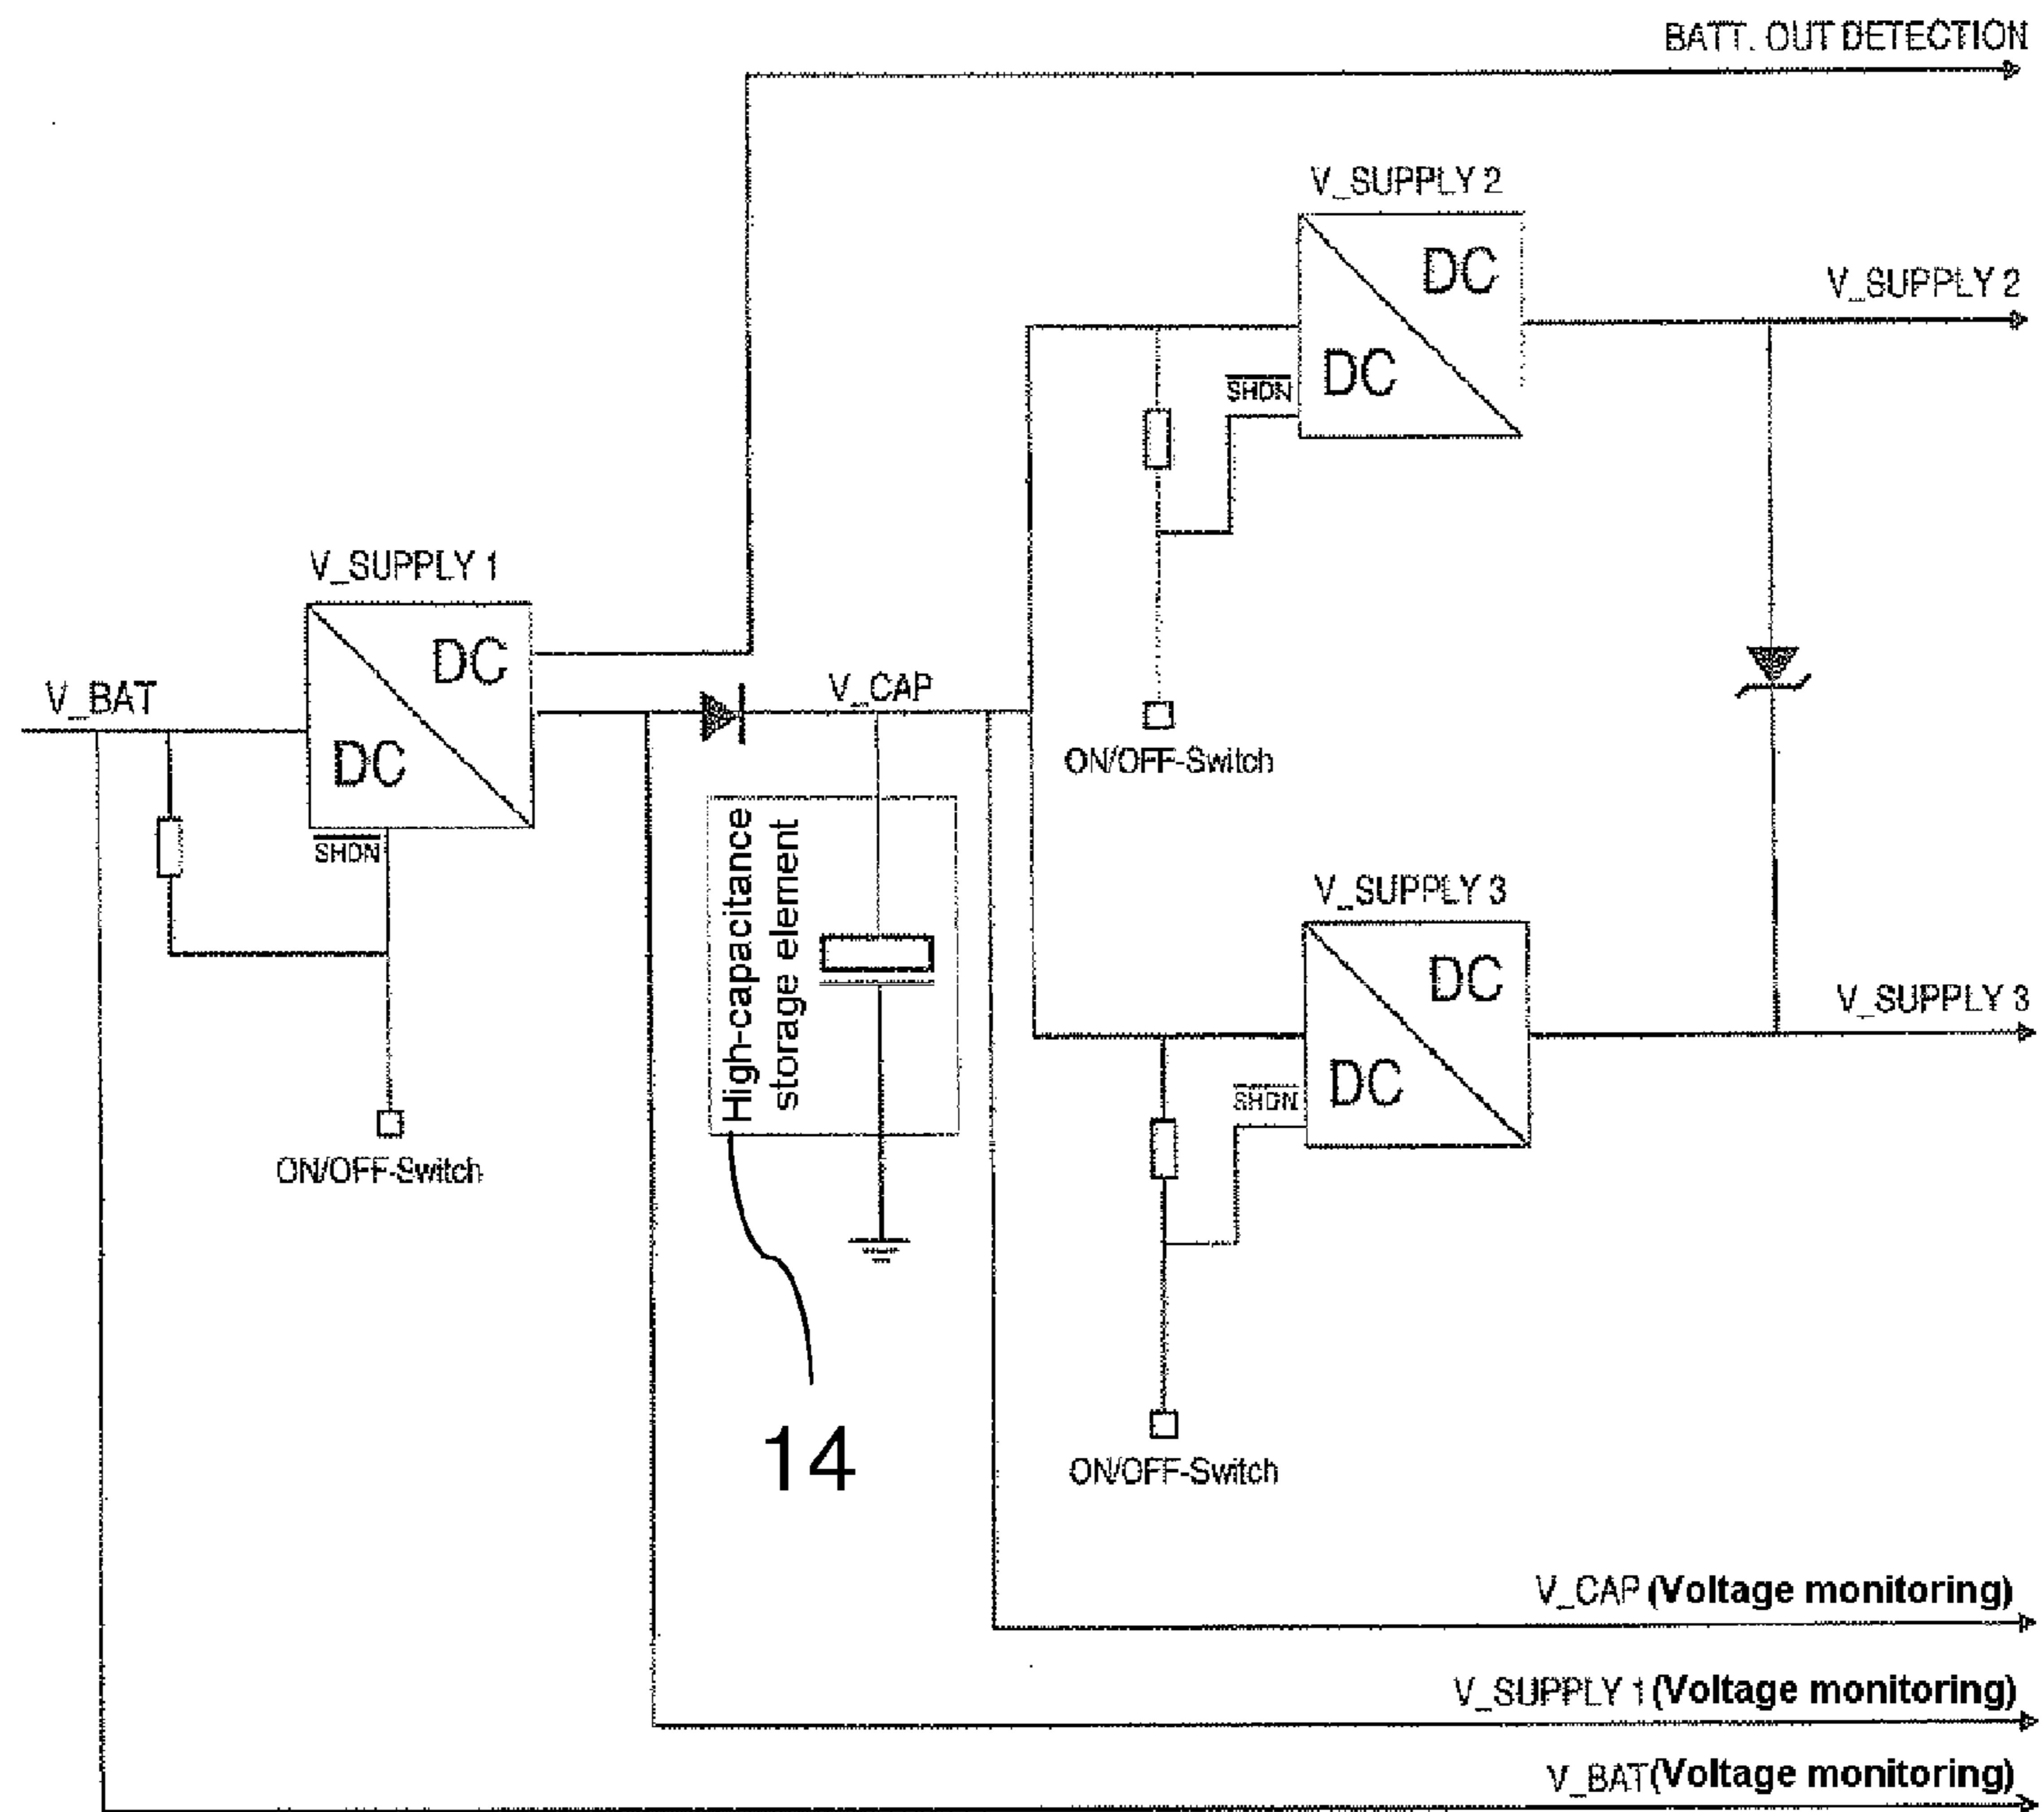 BATT. OUT DETECTION
V_SUPPLY 2
DC
DC
SHDN
V_SUPPLY 2
ON/OFF-Switch
V_SUPPLY 1
DC
DC
SHDN
V_BAT
ON/OFF-Switch
V_CAP
High-capacitance
storage element
14
V_SUPPLY 3
DC
DC
SHDN
V_SUPPLY 3
ON/OFF-Switch
V_CAP (Voltage monitoring)
V_SUPPLY 1 (Voltage monitoring)
V_BAT (Voltage monitoring)